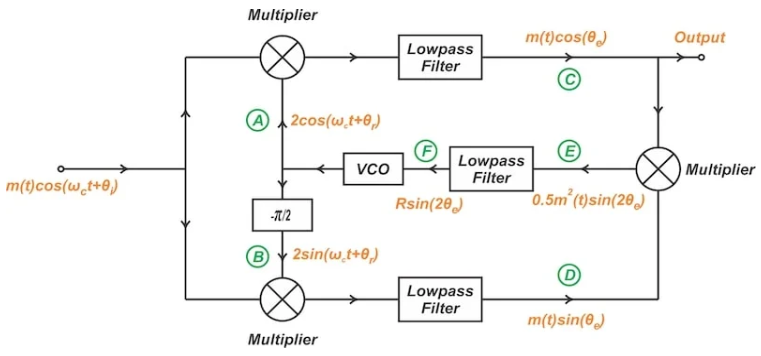 Multiplier
Lowpass
Filter
m(t)cos(θe)
Output
C
A
2cos(ωct+θr)
m(t)cos(ωct+θi)
VCO
F
Lowpass
Filter
E
Multiplier
Rsin(2θe)
0.5m²(t)sin(2θe)
-π/2
B
2sin(ωct+θr)
Lowpass
Filter
D
m(t)sin(θe)
Multiplier